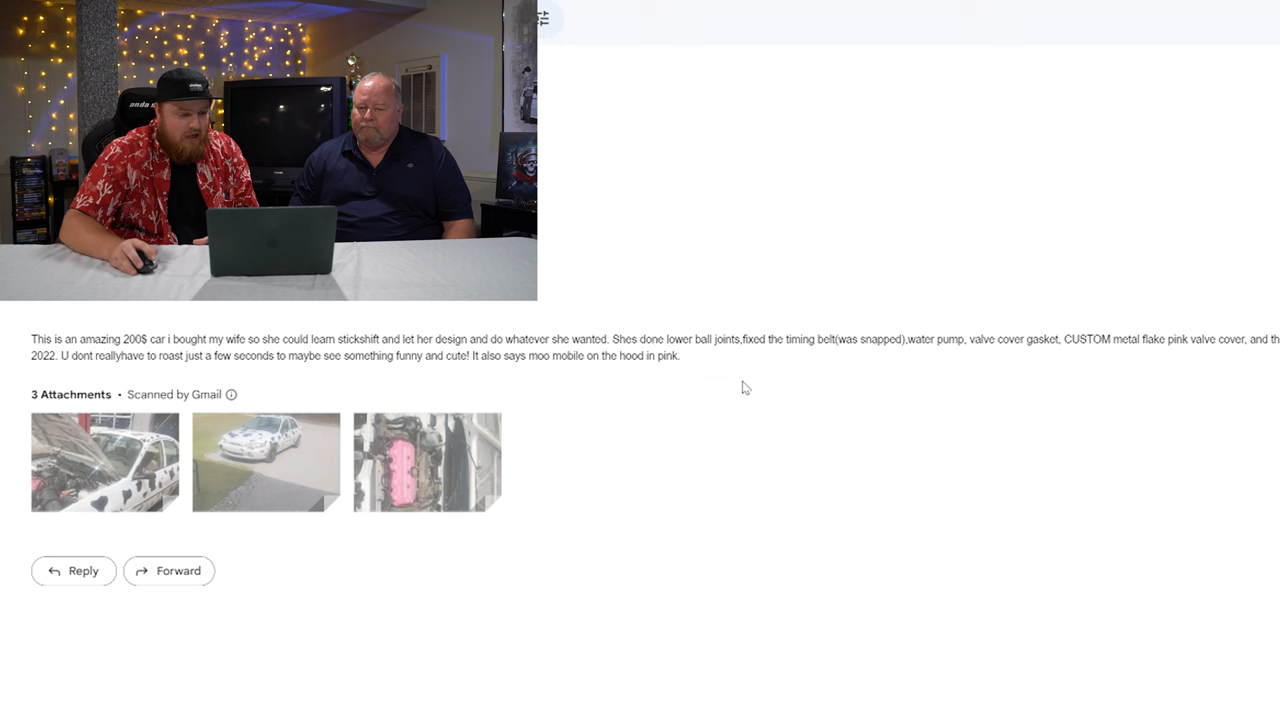 anda s
This is an amazing 200$ car i bought my wife so she could learn stickshift and let her design and do whatever she wanted. Shes done lower ball joints,fixed the timing belt(was snapped),water pump, valve cover gasket, CUSTOM metal flake pink valve cover, and th
2022. U dont reallyhave to roast just a few seconds to maybe see something funny and cute! It also says moo mobile on the hood in pink.
3 Attachments • Scanned by Gmail
Reply Forward